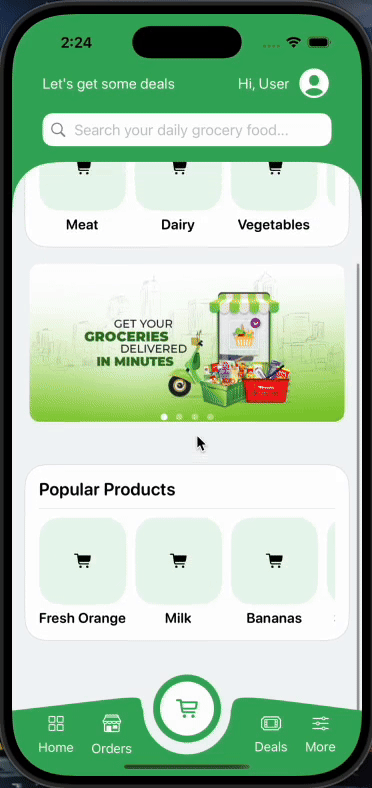 2:24
Let's get some deals
Hi, User
Search your daily grocery food...
Meat
Dairy
Vegetables
GET YOUR
GROCERIES
DELIVERED
IN MINUTES
Popular Products
Fresh Orange
Milk
Bananas
Home
Orders
Deals
More